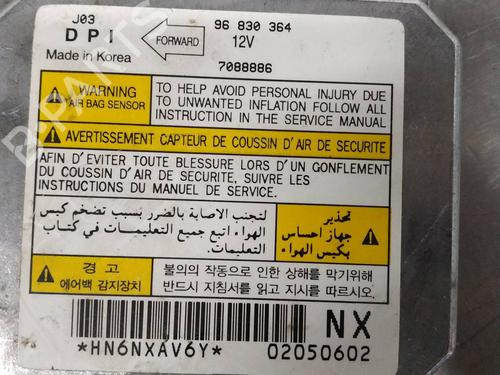 J03
96 830 364
DPI
FORWARD
12V
Made in Korea
7088886
WARNING
AIR BAG SENSOR
TO HELP AVOID PERSONAL INJURY DUE
TO UNWANTED INFLATION FOLLOW ALL
INSTRUCTION IN THE SERVICE MANUAL
AVERTISSEMENT CAPTEUR DE COUSSIN D'AIR DE SECURITE
AFIN D'EVITER TOUTE BLESSURE LORS D'UN GONFLEMENT
DU COUSSIN D'AIR DE SECURITE, SUIVRE LES
INSTRUCTIONS DU MANUEL DE SERVICE.
لتجنب الاصابة بالضرر بسبب تضخم كيس
الهواء اتبع جميع التعليمات في كتاب
التعليمات.
تحذير
جهاز احساس
بكيس الهواء
경 고
에어백 감지장치
불의의 작동으로 인한 상해를 막기위해
반드시 지침서를 읽고 지시를 따르십시오.
NX
*HN6NXAV6Y*
02050602
B-PARTS